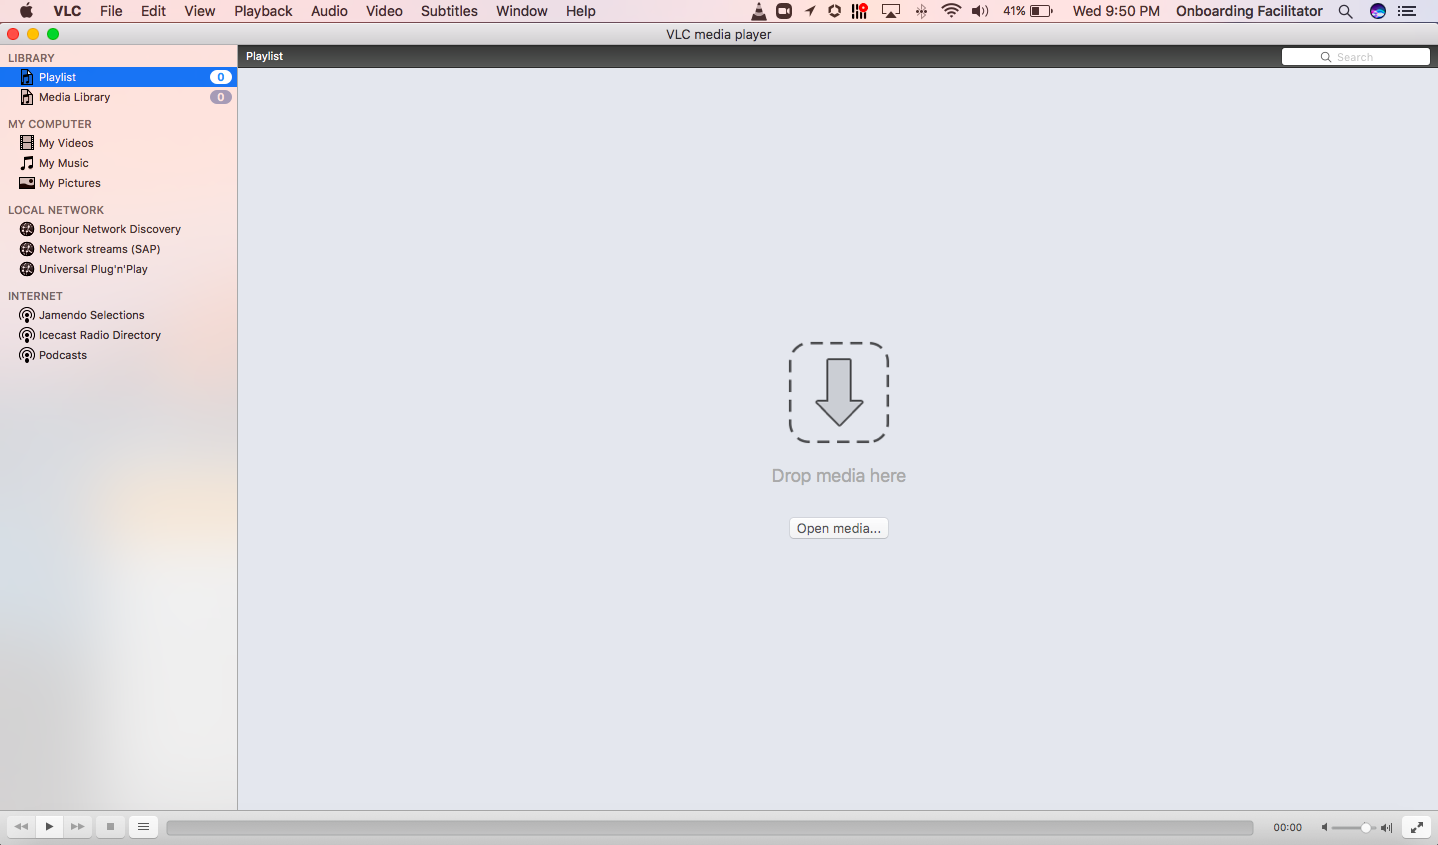 VLC File Edit View Playback Audio Video Subtitles Window Help 41% Wed 9:50 PM Onboarding Facilitator
VLC media player
LIBRARY
Playlist 0
Media Library 0
MY COMPUTER
My Videos
My Music
My Pictures
LOCAL NETWORK
Bonjour Network Discovery
Network streams (SAP)
Universal Plug'n'Play
INTERNET
Jamendo Selections
Icecast Radio Directory
Podcasts
Playlist
Search
Drop media here
Open media...
00:00